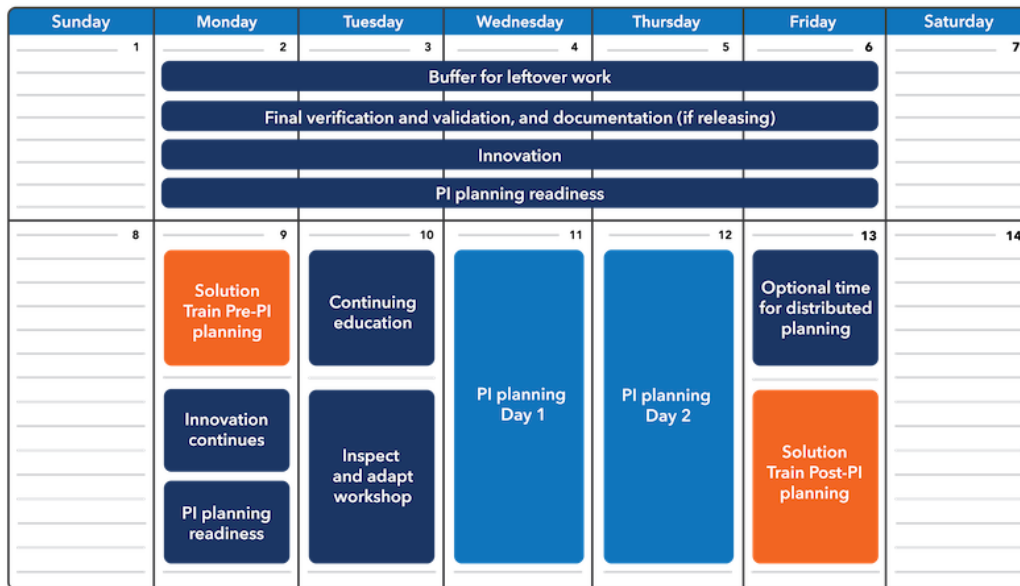 Sunday Monday Tuesday Wednesday Thursday Friday Saturday
1 2 3 4 5 6 7
Buffer for leftover work
Final verification and validation, and documentation (if releasing)
Innovation
PI planning readiness
8 9 10 11 12 13 14
Solution
Train Pre-PI
planning
Innovation
continues
PI planning
readiness
Continuing
education
Inspect
and adapt
workshop
PI planning
Day 1
PI planning
Day 2
Optional time
for distributed
planning
Solution
Train Post-PI
planning